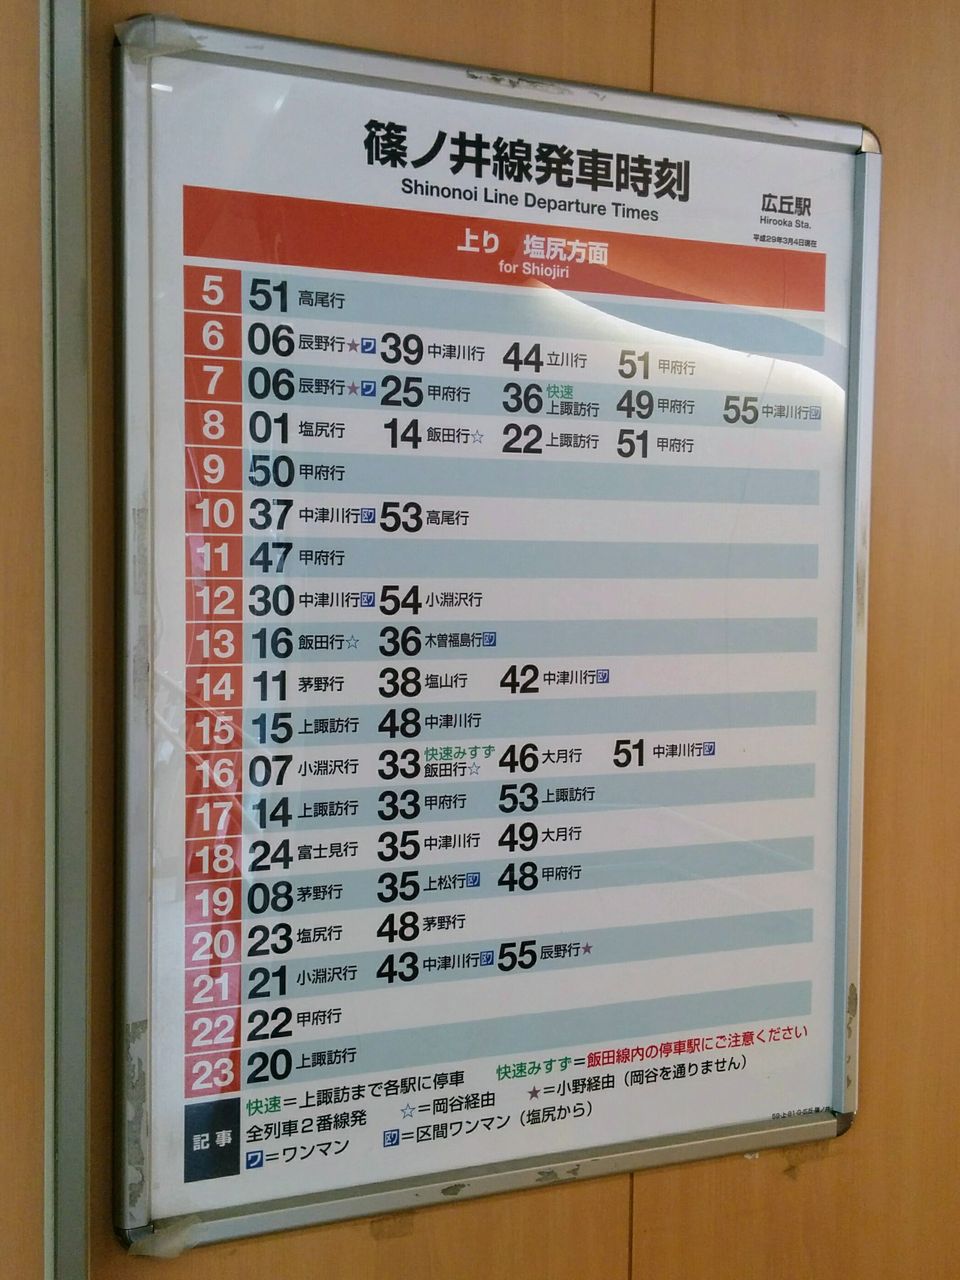 篠ノ井線発車時刻
Shinonoi Line Departure Times
広丘駅
Hirooka Sta.
平成29年3月4日現在
上り 塩尻方面
for Shiojiri
5 51 高尾行
6 06 辰野行★ワ 39 中津川行 44 立川行 51 甲府行
7 06 辰野行★ワ 25 甲府行 36 快速 上諏訪行 49 甲府行 55 中津川行区ワ
8 01 塩尻行 14 飯田行☆ 22 上諏訪行 51 甲府行
9 50 甲府行
10 37 中津川行区ワ 53 高尾行
11 47 甲府行
12 30 中津川行区ワ 54 小淵沢行
13 16 飯田行☆ 36 木曽福島行区ワ
14 11 茅野行 38 塩山行 42 中津川行区ワ
15 15 上諏訪行 48 中津川行
16 07 小淵沢行 33 快速みすず 飯田行☆ 46 大月行 51 中津川行区ワ
17 14 上諏訪行 33 甲府行 53 上諏訪行
18 24 富士見行 35 中津川行 49 大月行
19 08 茅野行 35 上松行区ワ 48 甲府行
20 23 塩尻行 48 茅野行
21 21 小淵沢行 43 中津川行区ワ 55 辰野行★
22 22 甲府行
23 20 上諏訪行
記事
快速=上諏訪まで各駅に停車 快速みすず=飯田線内の停車駅にご注意ください
全列車2番線発 ☆=岡谷経由 ★=小野経由(岡谷を通りません)
ワ=ワンマン 区ワ=区間ワンマン(塩尻から)